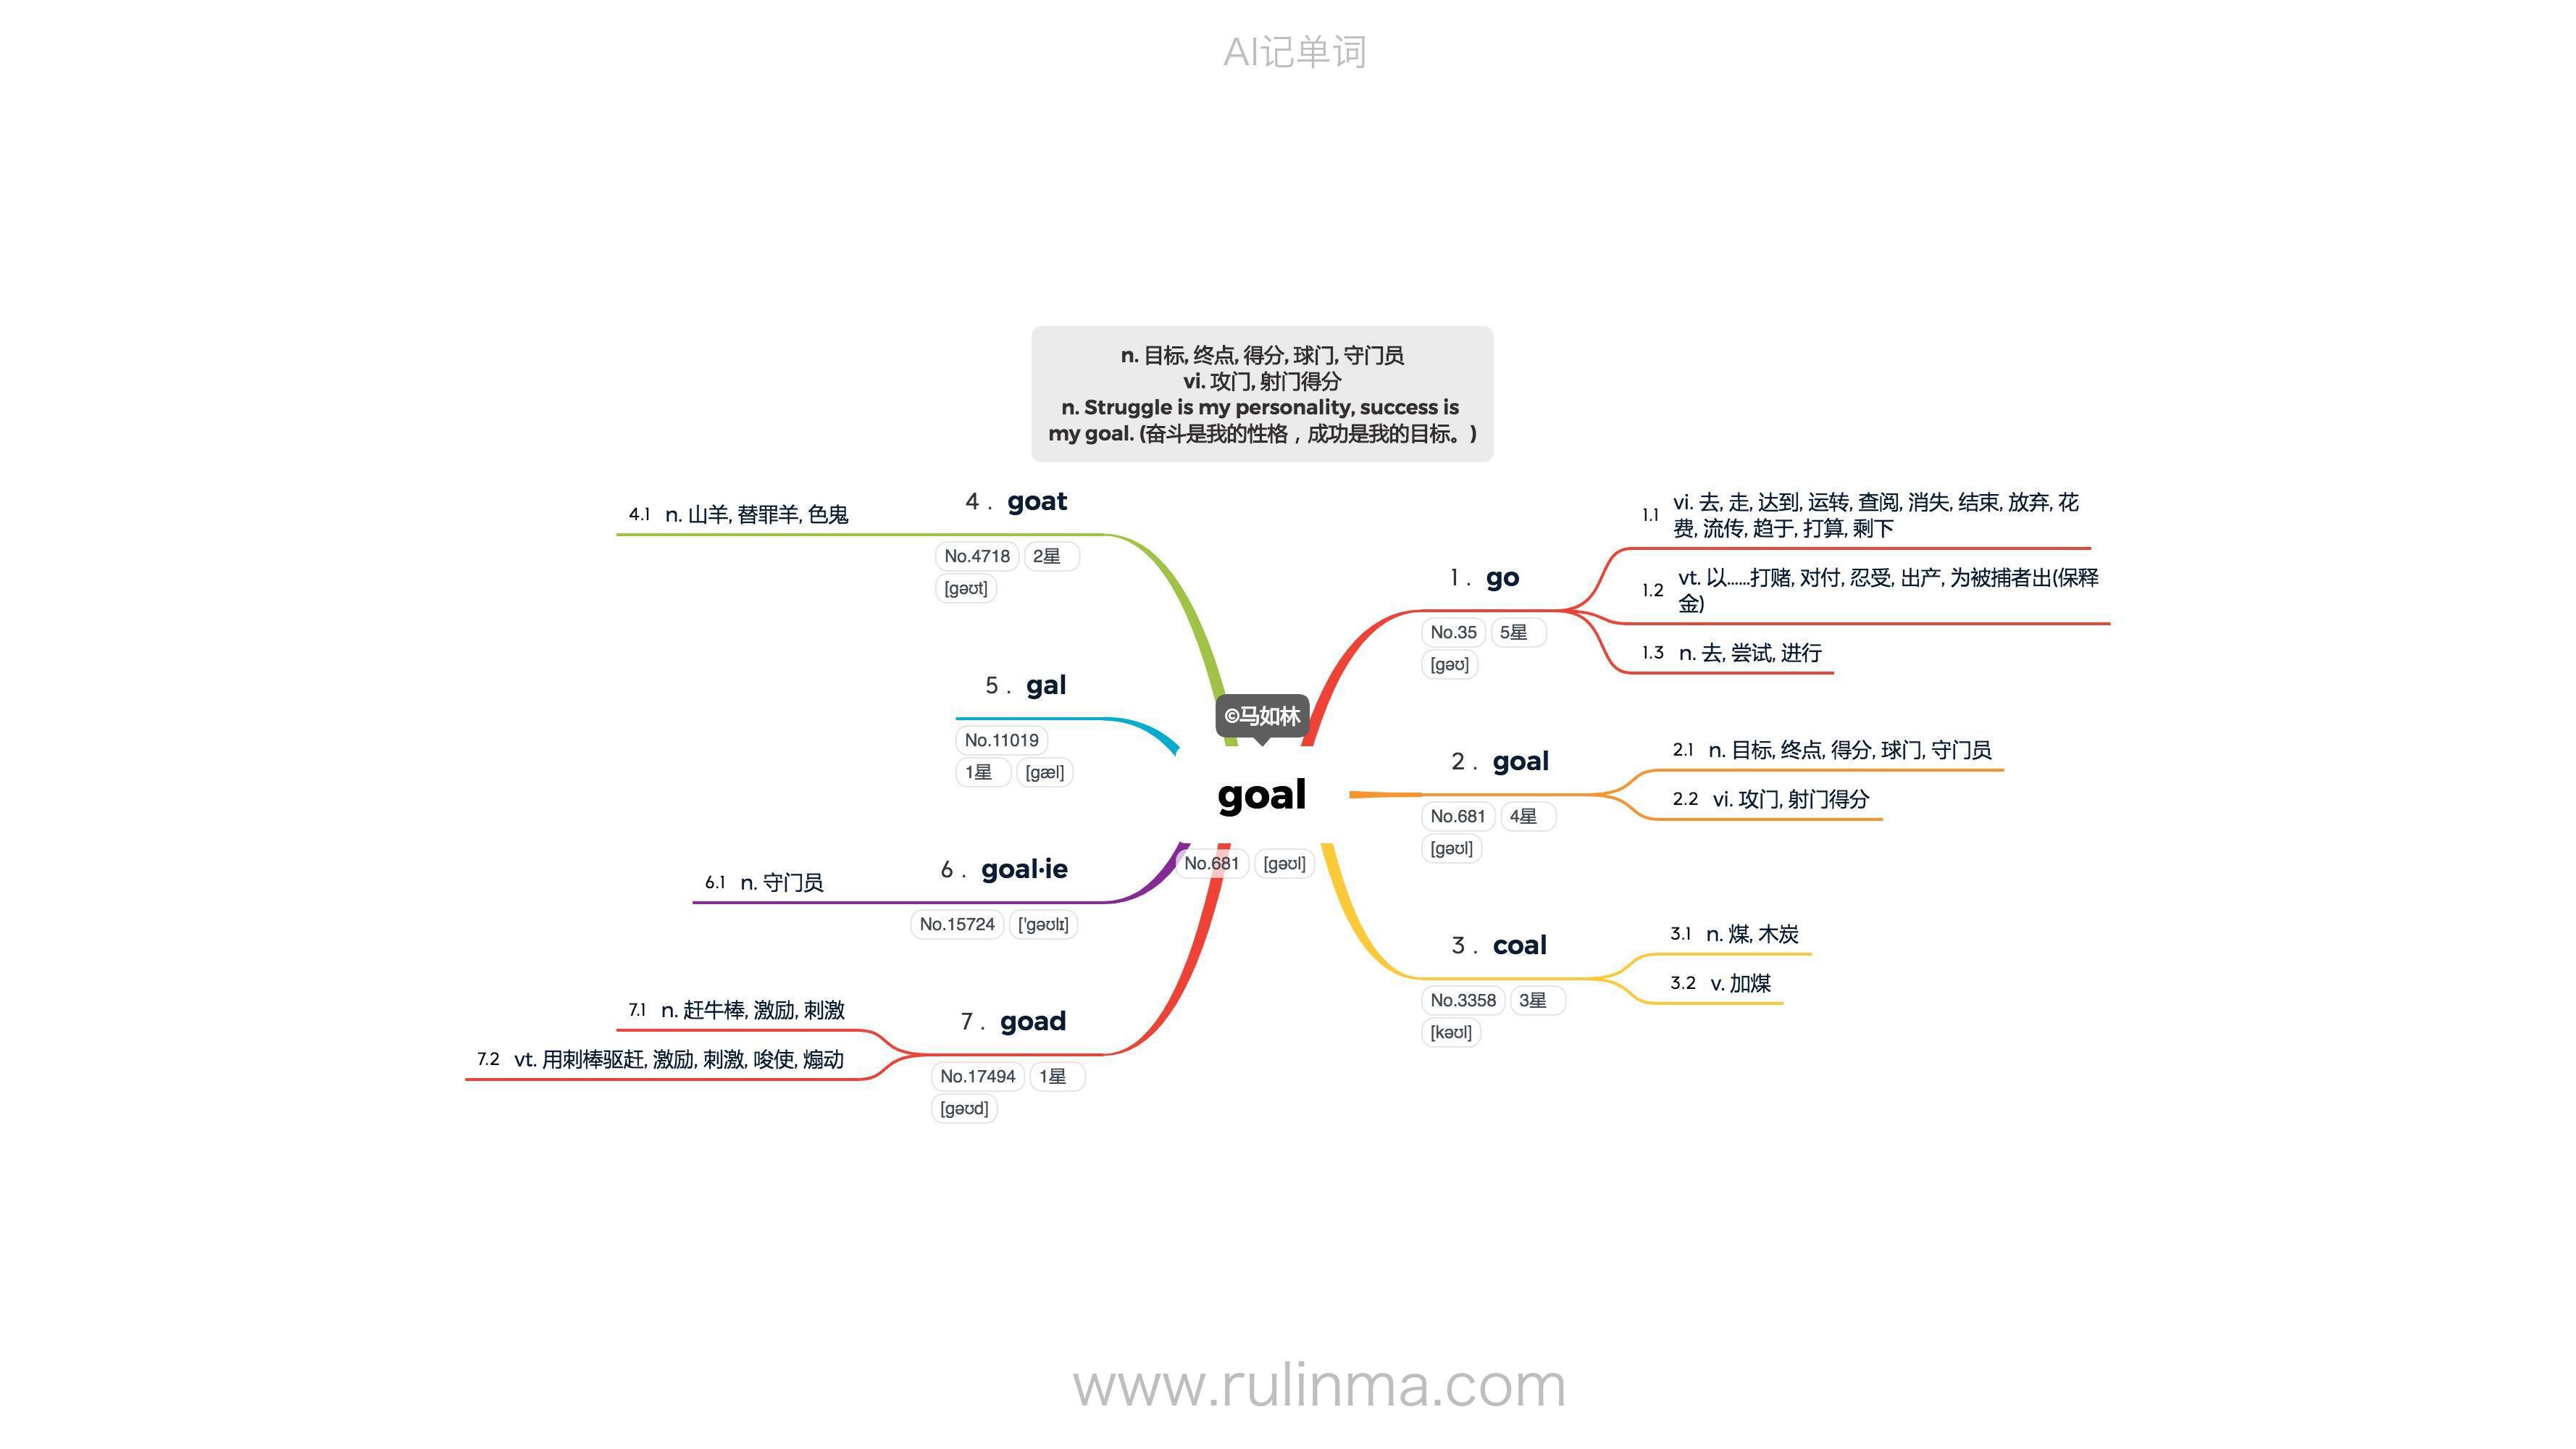 AI记单词
n. 目标, 终点, 得分, 球门, 守门员
vi. 攻门, 射门得分
n. Struggle is my personality, success is
my goal. (奋斗是我的性格，成功是我的目标。)
4 . goat
4.1 n. 山羊, 替罪羊, 色鬼
No.4718 2星
[gəʊt]
5 . gal
No.11019
1星 [gæl]
6 . goal·ie
6.1 n. 守门员
No.15724 ['gəʊlɪ]
7 . goad
7.1 n. 赶牛棒, 激励, 刺激
7.2 vt. 用刺棒驱赶, 激励, 刺激, 唆使, 煽动
No.17494 1星
[gəʊd]
©马如林
goal
No.681 [gəʊl]
1 . go
No.35 5星
[gəʊ]
1.1 vi. 去, 走, 达到, 运转, 查阅, 消失, 结束, 放弃, 花
费, 流传, 趋于, 打算, 剩下
1.2 vt. 以......打赌, 对付, 忍受, 出产, 为被捕者出(保释
金)
1.3 n. 去, 尝试, 进行
2 . goal
No.681 4星
[gəʊl]
2.1 n. 目标, 终点, 得分, 球门, 守门员
2.2 vi. 攻门, 射门得分
3 . coal
No.3358 3星
[kəʊl]
3.1 n. 煤, 木炭
3.2 v. 加煤
www.rulinma.com